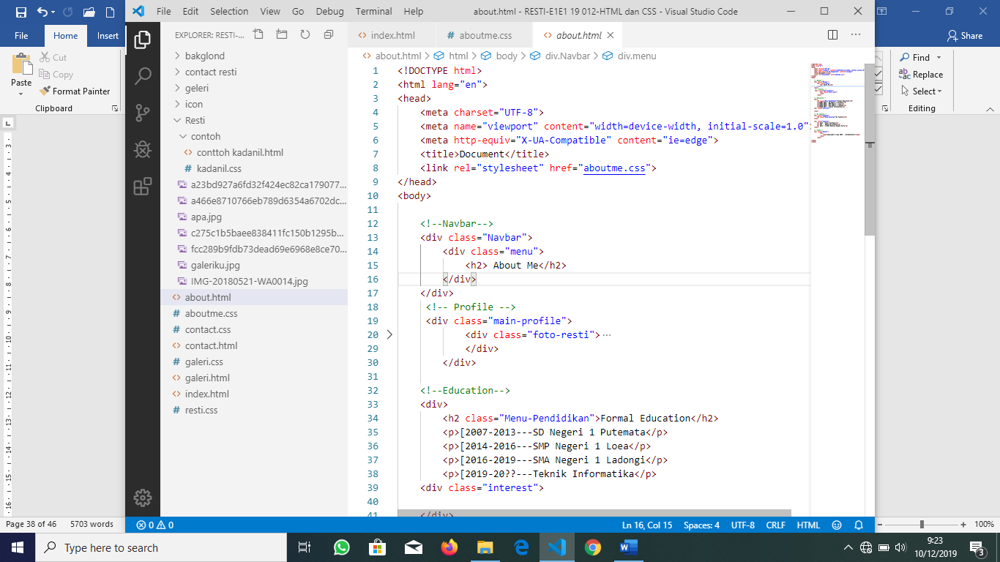 File Edit Selection View Go Debug Terminal Help about.html - RESTI-E1E1 19 012-HTML dan CSS - Visual Studio Code
File Home Insert Share
Cut
Copy
Paste Format Painter
Clipboard
Find
Replace
Select
Editing
EXPLORER: RESTI-...
bakglond
contact resti
geleri
icon
Resti
contoh
conttoh kadanil.html
kadanil.css
a23bd927a6fd32f424ec82ca179077...
a466e8710766eb789d6354a6702dc...
apa.jpg
c275c1b5baee838411fc150b1295b...
fcc289b9fdb73dead69e6968e8ce70...
galeriku.jpg
IMG-20180521-WA0014.jpg
about.html
aboutme.css
contact.css
contact.html
galeri.css
galeri.html
index.html
resti.css
index.html aboutme.css about.html
about.html > html > body > div.Navbar > div.menu
1 <!DOCTYPE html>
2 <html lang="en">
3 <head>
4 <meta charset="UTF-8">
5 <meta name="viewport" content="width=device-width, initial-scale=1.0"
6 <meta http-equiv="X-UA-Compatible" content="ie=edge">
7 <title>Document</title>
8 <link rel="stylesheet" href="aboutme.css">
9 </head>
10 <body>
11
12 <!--Navbar-->
13 <div class="Navbar">
14 <div class="menu">
15 <h2> About Me</h2>
16 </div>
17 </div>
18 <!-- Profile -->
19 <div class="main-profile">
20 <div class="foto-resti">...
29 </div>
30 </div>
31
32 <!--Education-->
33 <div>
34 <h2 class="Menu-Pendidikan">Formal Education</h2>
35 <p>[2007-2013---SD Negeri 1 Putemata</p>
36 <p>[2014-2016---SMP Negeri 1 Loea</p>
37 <p>[2016-2019---SMA Negeri 1 Ladongi</p>
38 <p>[2019-20??---Teknik Informatika</p>
39 <div class="interest">
40
41 </div>
0 0 Ln 16, Col 15 Spaces: 4 UTF-8 CRLF HTML
Page 38 of 46 5703 words 100%
Type here to search
9:23
10/12/2019
3